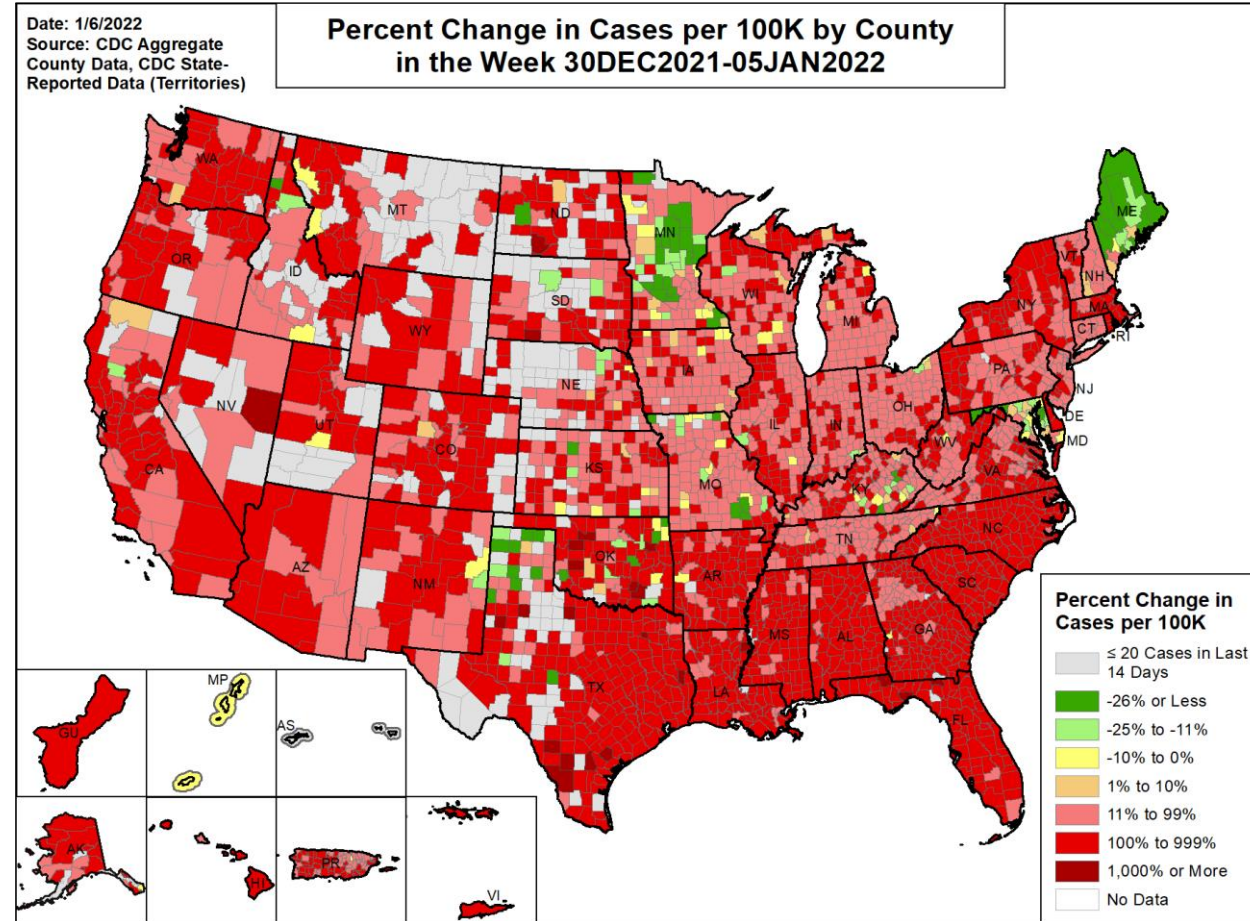 Date: 1/6/2022
Source: CDC Aggregate
County Data, CDC State-
Reported Data (Territories)
Percent Change in Cases per 100K by County
in the Week 30DEC2021-05JAN2022
WA
MT
ND
MN
ME
OR
ID
SD
WI
VT
NH
WY
MI
NY
MA
CT
RI
NE
IA
PA
NJ
NV
UT
CO
IL
IN
OH
DE
MD
CA
KS
MO
WV
VA
KY
AZ
NM
OK
AR
TN
NC
SC
MS
AL
GA
TX
LA
FL
GU
MP
AS
AK
HI
PR
VI
Percent Change in
Cases per 100K
≤ 20 Cases in Last
14 Days
-26% or Less
-25% to -11%
-10% to 0%
1% to 10%
11% to 99%
100% to 999%
1,000% or More
No Data